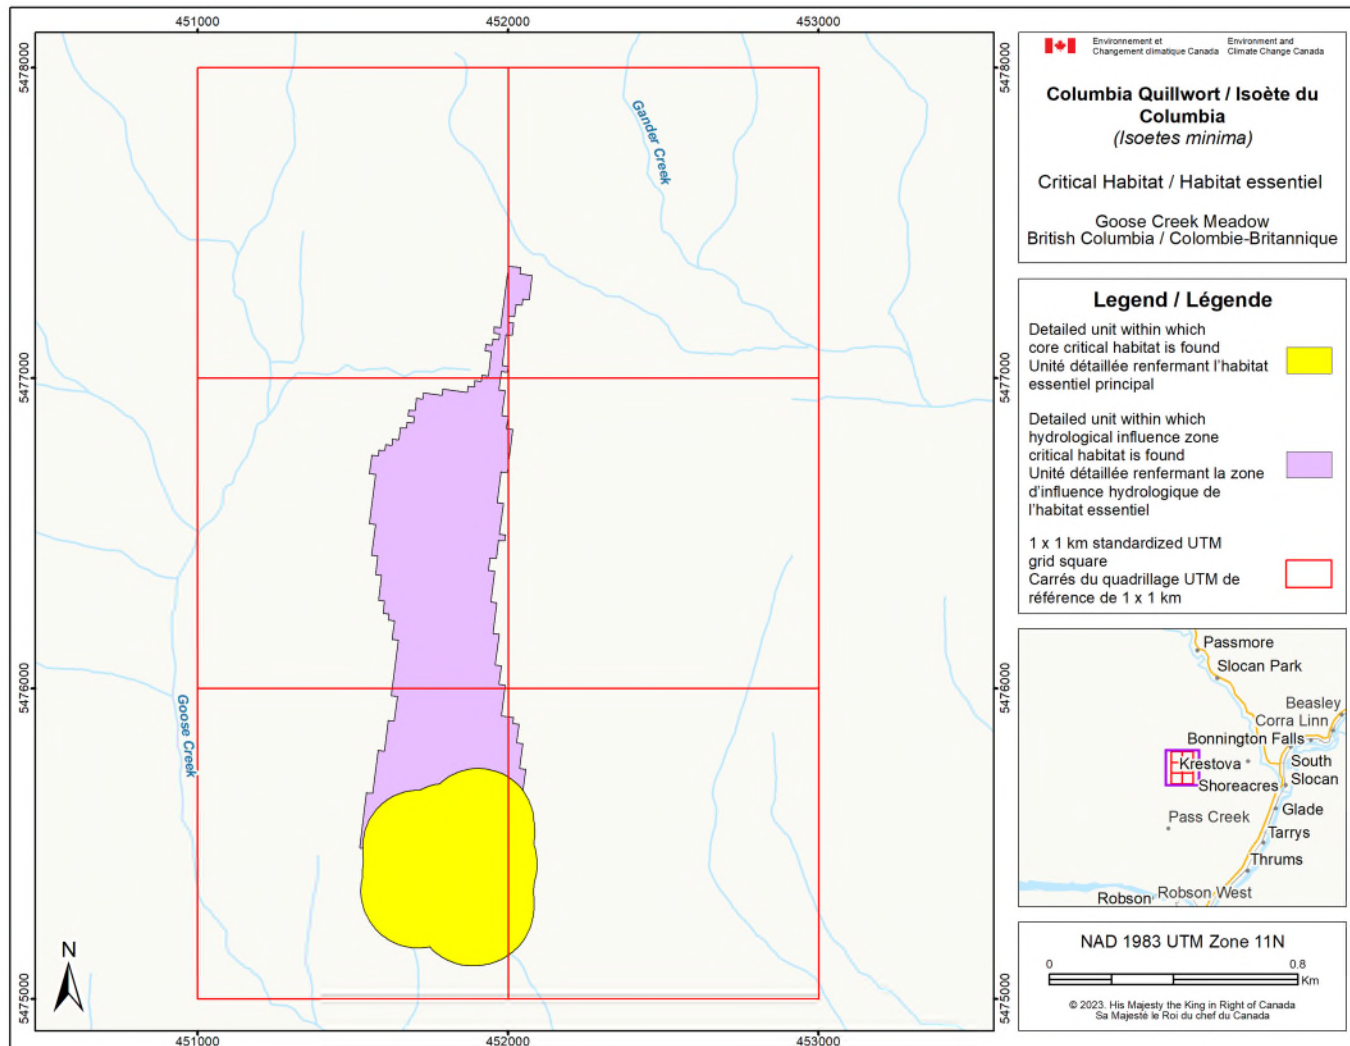 451000
452000
453000
5478000
5477000
5476000
5475000
5478000
5477000
5476000
5475000
451000
452000
453000
Gander Creek
Goose Creek
N
Environnement et
Changement climatique Canada
Environment and
Climate Change Canada
Columbia Quillwort / Isoète du
Columbia
(Isoetes minima)
Critical Habitat / Habitat essentiel
Goose Creek Meadow
British Columbia / Colombie-Britannique
Legend / Légende
Detailed unit within which
core critical habitat is found
Unité détaillée renfermant l'habitat
essentiel principal
Detailed unit within which
hydrological influence zone
critical habitat is found
Unité détaillée renfermant la zone
d'influence hydrologique de
l'habitat essentiel
1 x 1 km standardized UTM
grid square
Carrés du quadrillage UTM de
référence de 1 x 1 km
Passmore
Slocan Park
Beasley
Corra Linn
Bonnington Falls
Krestova
South
Slocan
Shoreacres
Glade
Pass Creek
Tarrys
Thrums
Robson West
Robson
NAD 1983 UTM Zone 11N
0
0.8
Km
© 2023. His Majesty the King in Right of Canada
Sa Majesté le Roi du chef du Canada